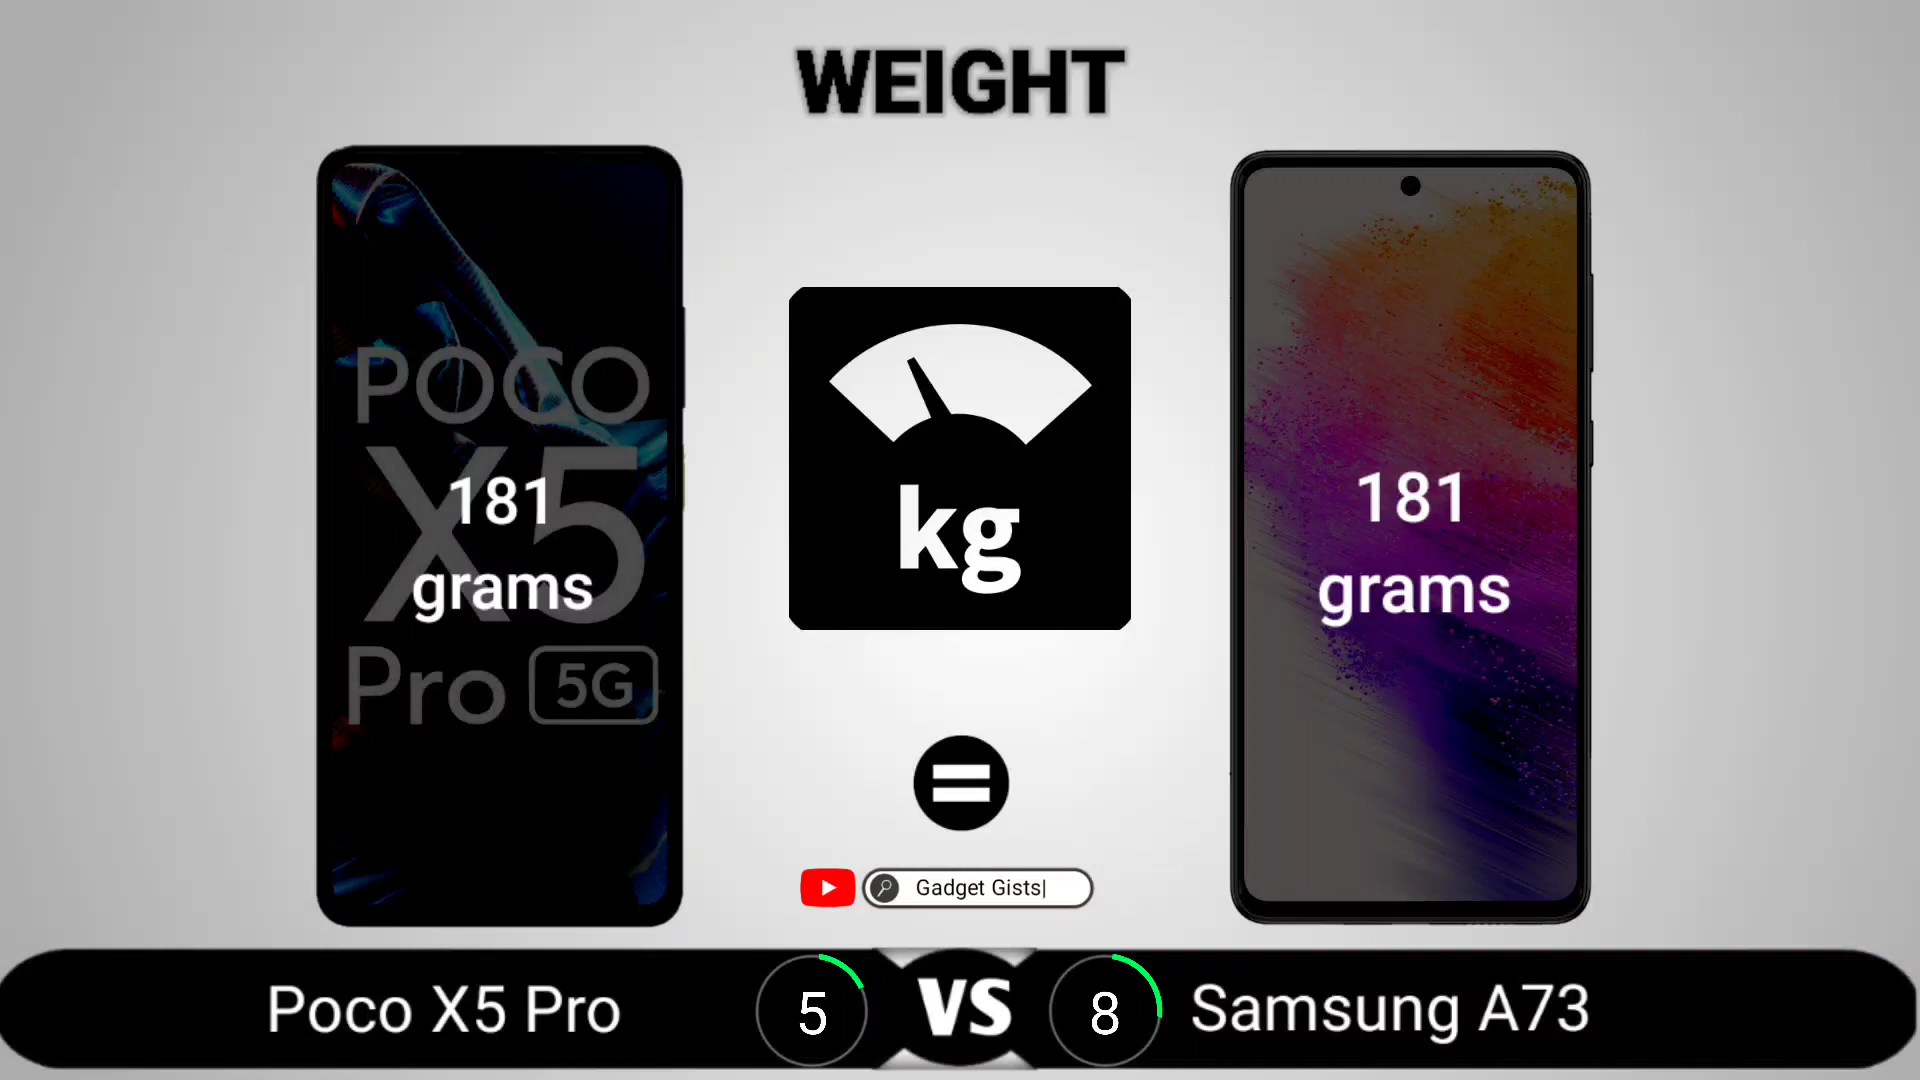 WEIGHT
POCO
X5
Pro 5G
181
grams
kg
181
grams
Gadget Gists|
Poco X5 Pro
5
VS
8
Samsung A73